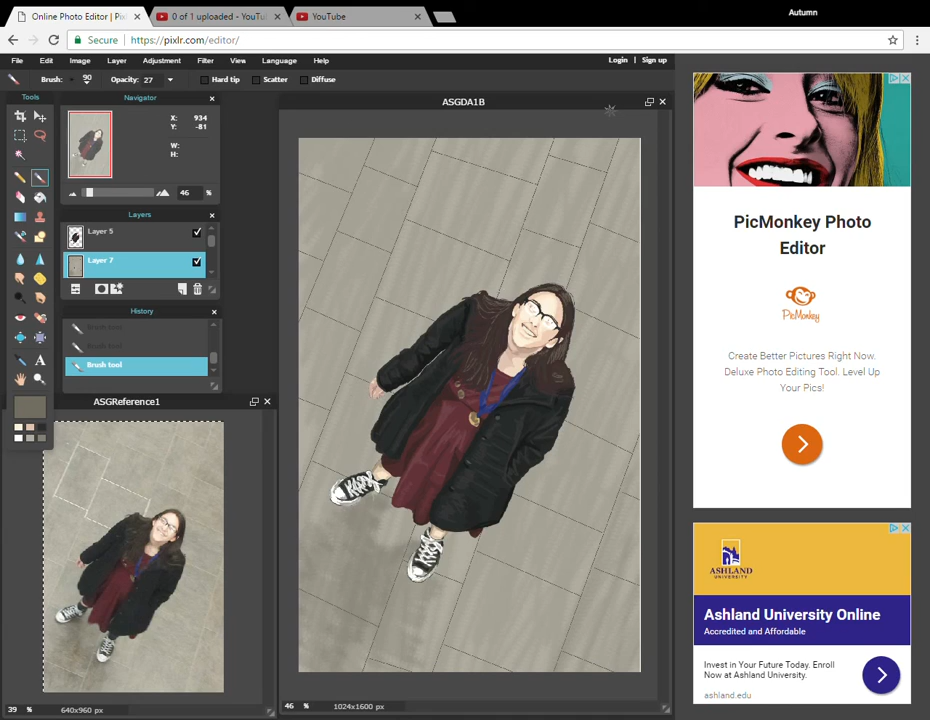 Online Photo Editor | Pi
0 of 1 uploaded - YouTu
YouTube
Autumn
Secure
https://pixlr.com/editor/
File Edit Image Layer Adjustment Filter View Language Help
Login | Sign up
Brush: 90 Opacity: 27 Hard tip Scatter Diffuse
Tools
Navigator
X: 934
Y: -81
W:
H:
46 %
Layers
Layer 5
Layer 7
History
Brush tool
Brush tool
Brush tool
A
ASGReference1
39 % 640x960 px
ASGDA1B
46 % 1024x1600 px
PicMonkey Photo
Editor
PicMonkey
Create Better Pictures Right Now.
Deluxe Photo Editing Tool. Level Up
Your Pics!
ASHLAND
UNIVERSITY
Ashland University Online
Accredited and Affordable
Invest in Your Future Today. Enroll
Now at Ashland University.
ashland.edu